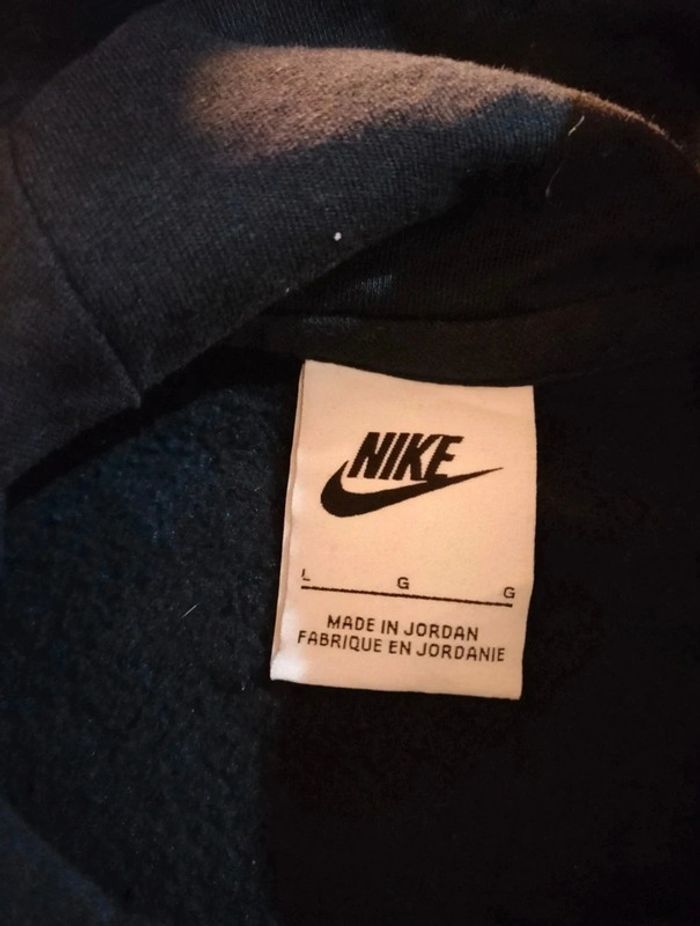 NIKE
L G G
MADE IN JORDAN
FABRIQUE EN JORDANIE